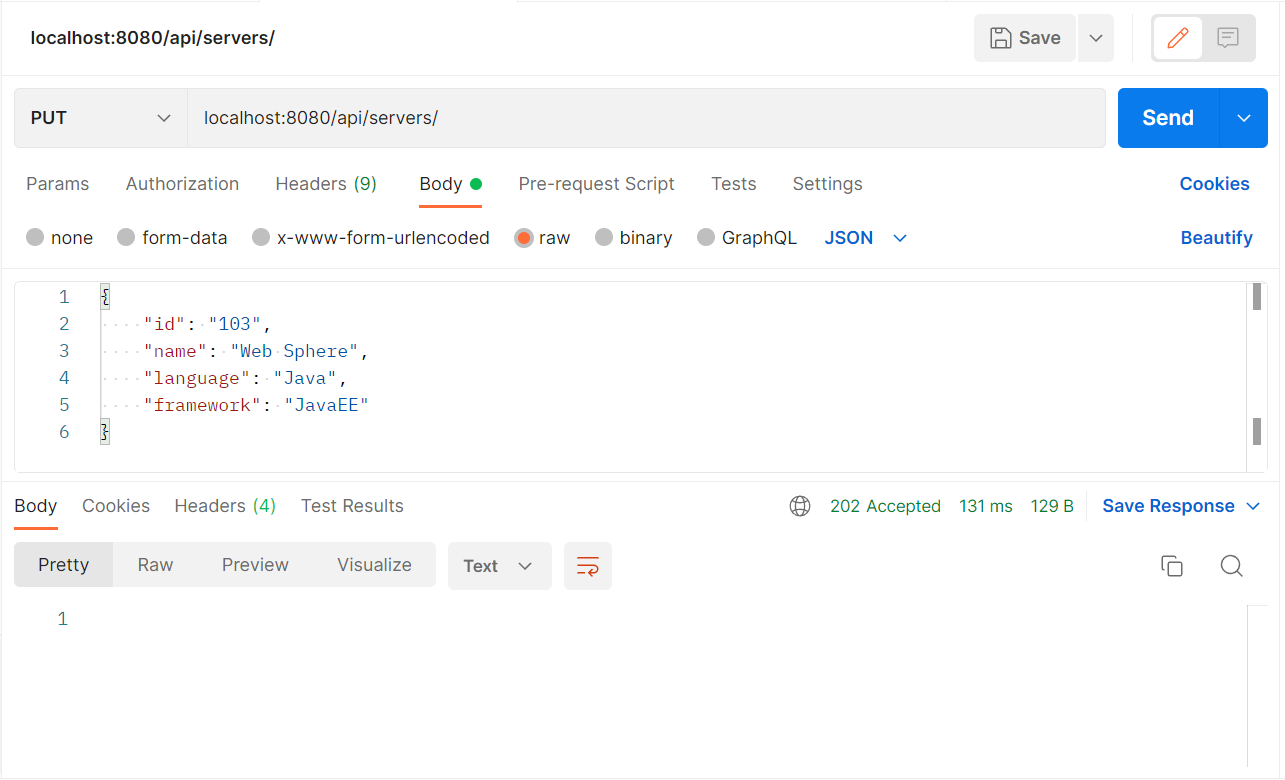 localhost:8080/api/servers/
Save
PUT
localhost:8080/api/servers/
Send
Params Authorization Headers (9) Body Pre-request Script Tests Settings Cookies
none form-data x-www-form-urlencoded raw binary GraphQL JSON Beautify
1 {
2 "id": "103",
3 "name": "Web Sphere",
4 "language": "Java",
5 "framework": "JavaEE"
6 }
Body Cookies Headers (4) Test Results 202 Accepted 131 ms 129 B Save Response
Pretty Raw Preview Visualize Text
1